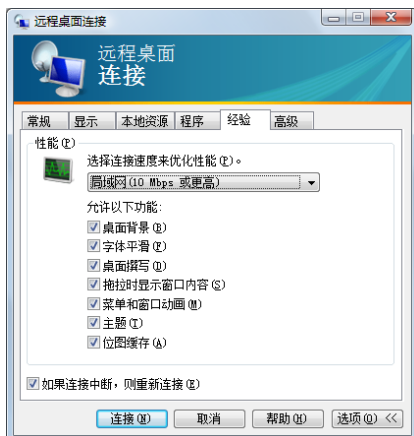 远程桌面连接
远程桌面
连接
常规 显示 本地资源 程序 经验 高级
性能(P)
选择连接速度来优化性能(P)。
局域网(10 Mbps 或更高)
允许以下功能:
桌面背景(B)
字体平滑(F)
桌面撰写(D)
拖拉时显示窗口内容(S)
菜单和窗口动画(M)
主题(T)
位图缓存(A)
如果连接中断，则重新连接(E)
连接(N) 取消 帮助(H) 选项(O) <<